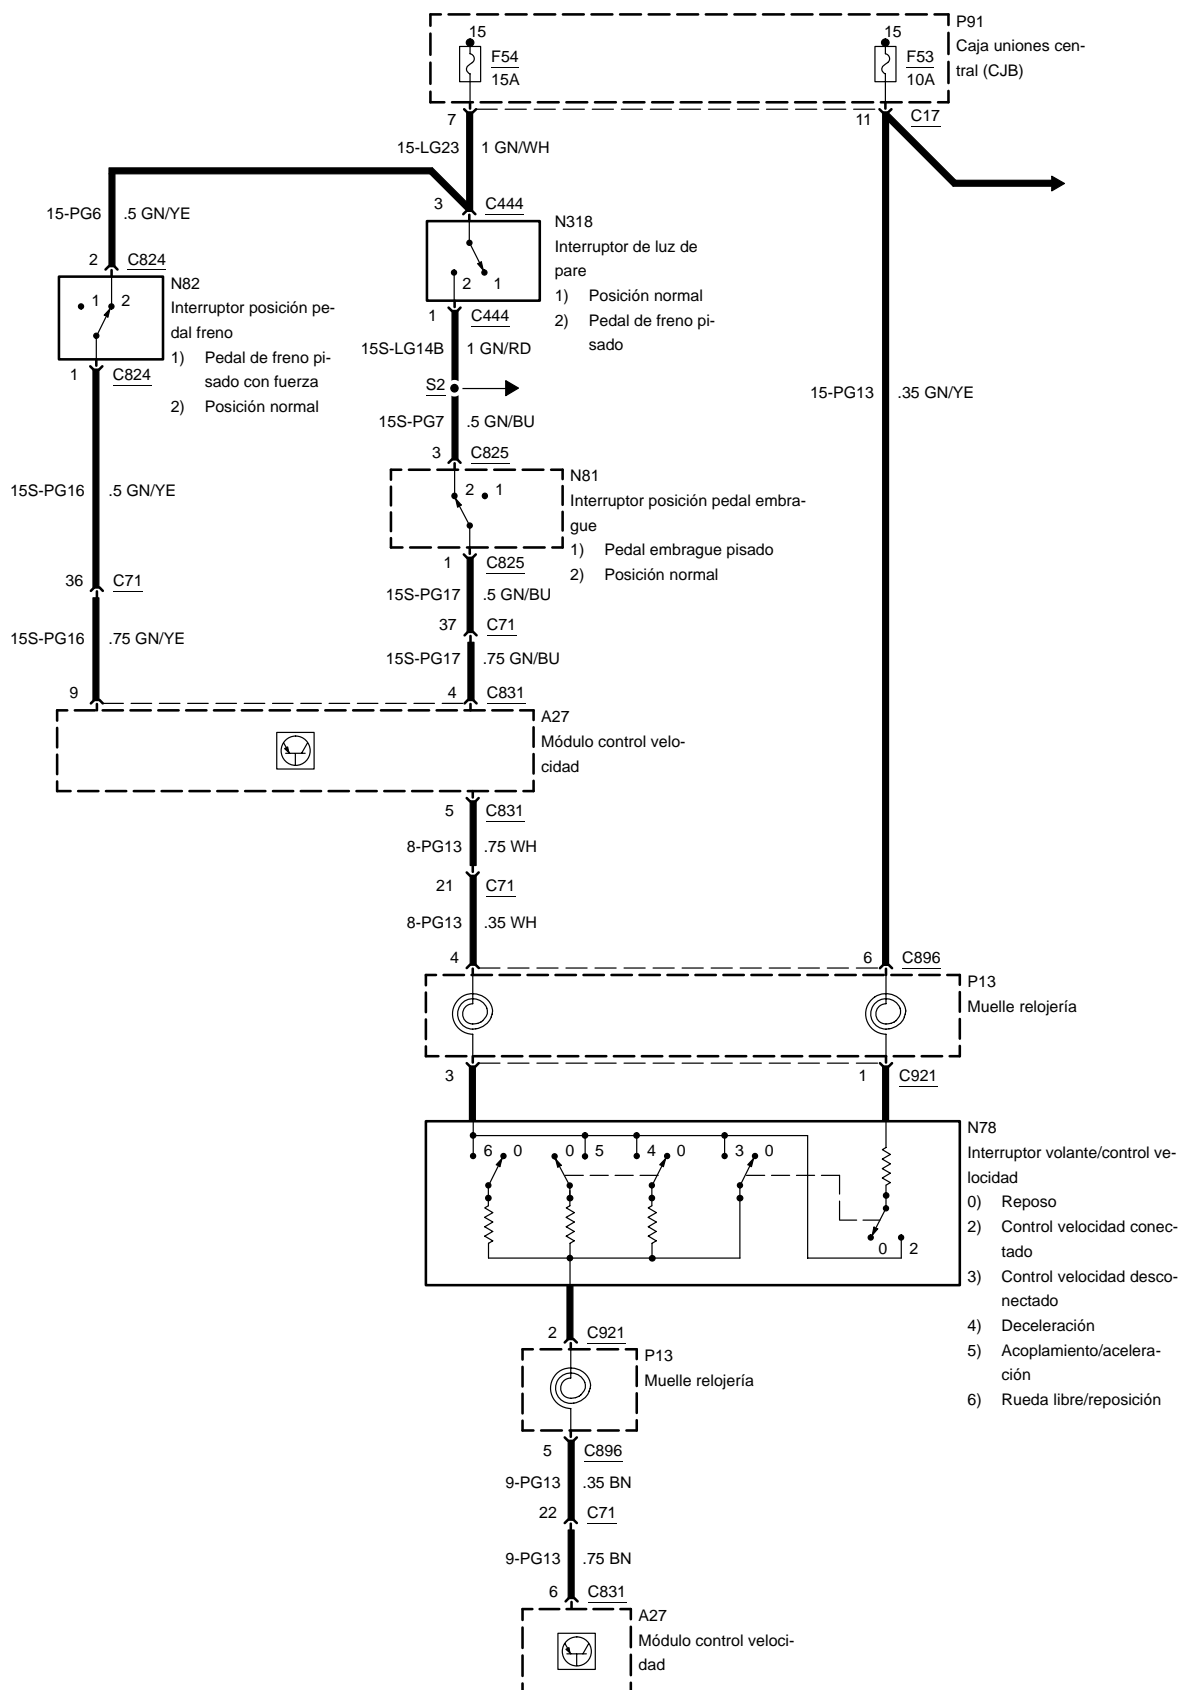 P91
Caja uniones cen-
tral (CJB)
15
F54
15A
15
F53
10A
7
11
C17
15-LG23
1 GN/WH
15-PG6
.5 GN/YE
3
C444
N318
Interruptor de luz de
pare
1) Posición normal
2) Pedal de freno pi-
sado
2
1
2
C824
N82
Interruptor posición pe-
dal freno
1) Pedal de freno pi-
sado con fuerza
2) Posición normal
1
2
1
C824
1
C444
15S-LG14B
1 GN/RD
S2
15S-PG7
.5 GN/BU
15-PG13
.35 GN/YE
3
C825
N81
Interruptor posición pedal embra-
gue
1) Pedal embrague pisado
2) Posición normal
2
1
15S-PG16
.5 GN/YE
1
C825
15S-PG17
.5 GN/BU
36
C71
37
C71
15S-PG16
.75 GN/YE
15S-PG17
.75 GN/BU
9
4
C831
A27
Módulo control velo-
cidad
5
C831
8-PG13
.75 WH
21
C71
8-PG13
.35 WH
4
6
C896
P13
Muelle relojería
3
1
C921
N78
Interruptor volante/control ve-
locidad
0) Reposo
2) Control velocidad conec-
tado
3) Control velocidad desco-
nectado
4) Deceleración
5) Acoplamiento/acelera-
ción
6) Rueda libre/reposición
6
0
0
5
4
0
3
0
0
2
2
C921
P13
Muelle relojería
5
C896
9-PG13
.35 BN
22
C71
9-PG13
.75 BN
6
C831
A27
Módulo control veloci-
dad